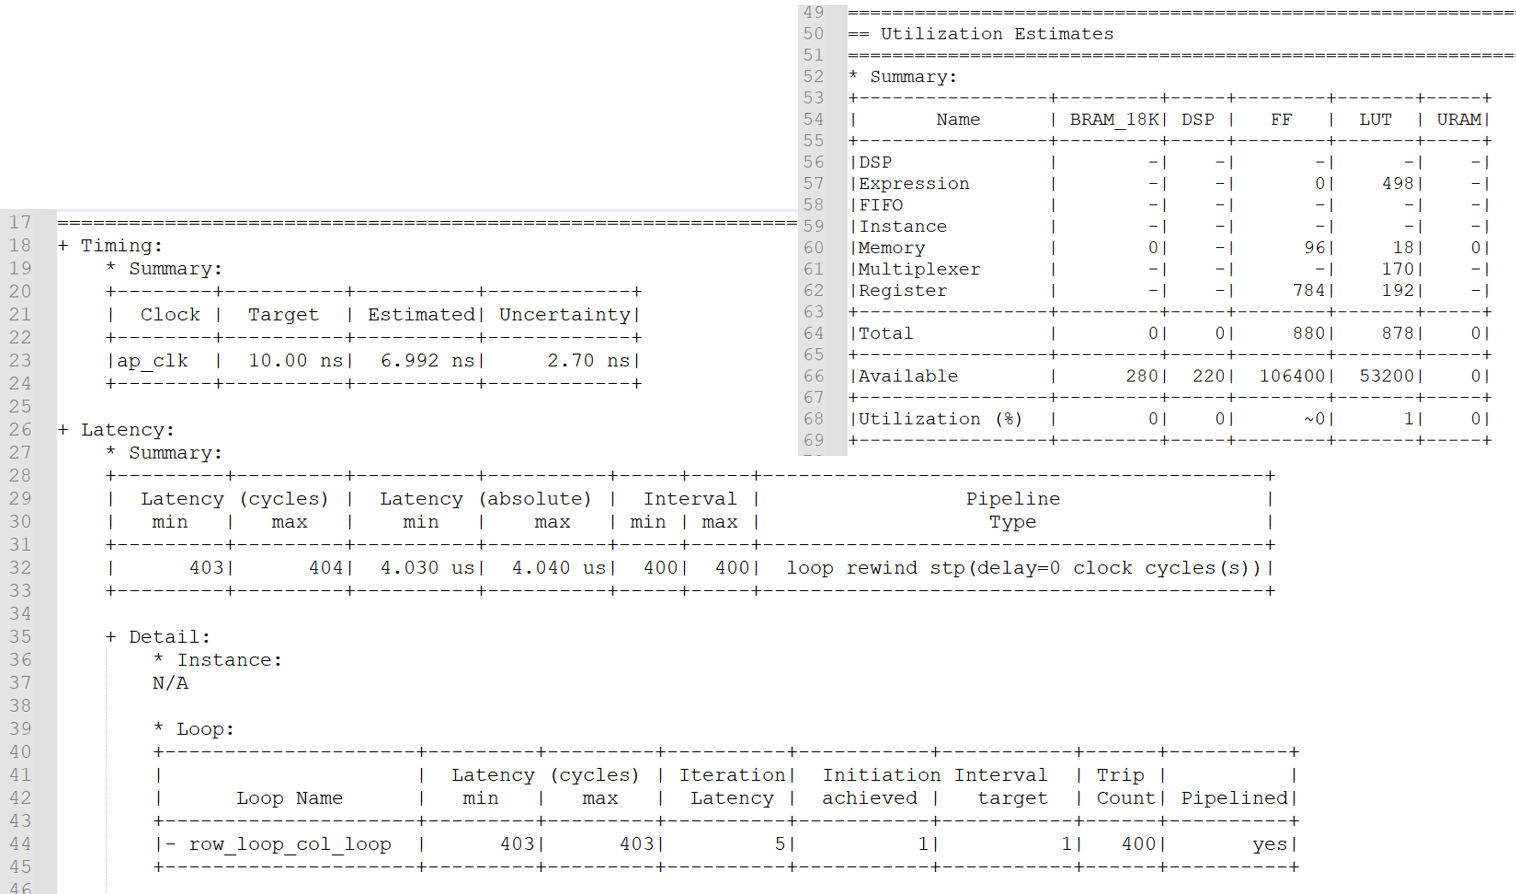 49 ==============================================================
50 == Utilization Estimates
51 ==============================================================
52 * Summary:
53 +-----------------+---------+-----+--------+-------+-----+
54 |       Name      | BRAM_18K| DSP |   FF   |  LUT  | URAM|
55 +-----------------+---------+-----+--------+-------+-----+
56 |DSP              |        -|    -|       -|      -|    -|
57 |Expression       |        -|    -|       0|    498|    -|
58 |FIFO             |        -|    -|       -|      -|    -|
59 |Instance         |        -|    -|       -|      -|    -|
60 |Memory           |        0|    -|      96|     18|    0|
61 |Multiplexer      |        -|    -|       -|    170|    -|
62 |Register         |        -|    -|     784|    192|    -|
63 +-----------------+---------+-----+--------+-------+-----+
64 |Total            |        0|    0|     880|    878|    0|
65 +-----------------+---------+-----+--------+-------+-----+
66 |Available        |      280|  220|  106400|  53200|    0|
67 +-----------------+---------+-----+--------+-------+-----+
68 |Utilization (%)  |        0|    0|      ~0|      1|    0|
69 +-----------------+---------+-----+--------+-------+-----+
17 ==============================================================
18 + Timing:
19     * Summary:
20     +--------+----------+----------+------------+
21     |  Clock |  Target  | Estimated| Uncertainty|
22     +--------+----------+----------+------------+
23     |ap_clk  |  10.00 ns|  6.992 ns|     2.70 ns|
24     +--------+----------+----------+------------+
25
26 + Latency:
27     * Summary:
28     +---------+---------+----------+----------+-----+-----+------------------------------------------+
29     |  Latency (cycles) |  Latency (absolute) |  Interval |                 Pipeline                 |
30     |   min   |   max   |    min   |    max   | min | max |                   Type                   |
31     +---------+---------+----------+----------+-----+-----+------------------------------------------+
32     |      403|      404|  4.030 us|  4.040 us|  400|  400|  loop rewind stp(delay=0 clock cycles(s))|
33     +---------+---------+----------+----------+-----+-----+------------------------------------------+
34
35     + Detail:
36         * Instance:
37         N/A
38
39         * Loop:
40         +---------------------+---------+---------+----------+-----------+-----------+------+----------+
41         |                     |  Latency (cycles) | Iteration|  Initiation Interval  | Trip |          |
42         |      Loop Name      |   min   |   max   |  Latency |  achieved |   target  | Count| Pipelined|
43         +---------------------+---------+---------+----------+-----------+-----------+------+----------+
44         |- row_loop_col_loop  |      403|      403|         5|          1|          1|   400|       yes|
45         +---------------------+---------+---------+----------+-----------+-----------+------+----------+
46